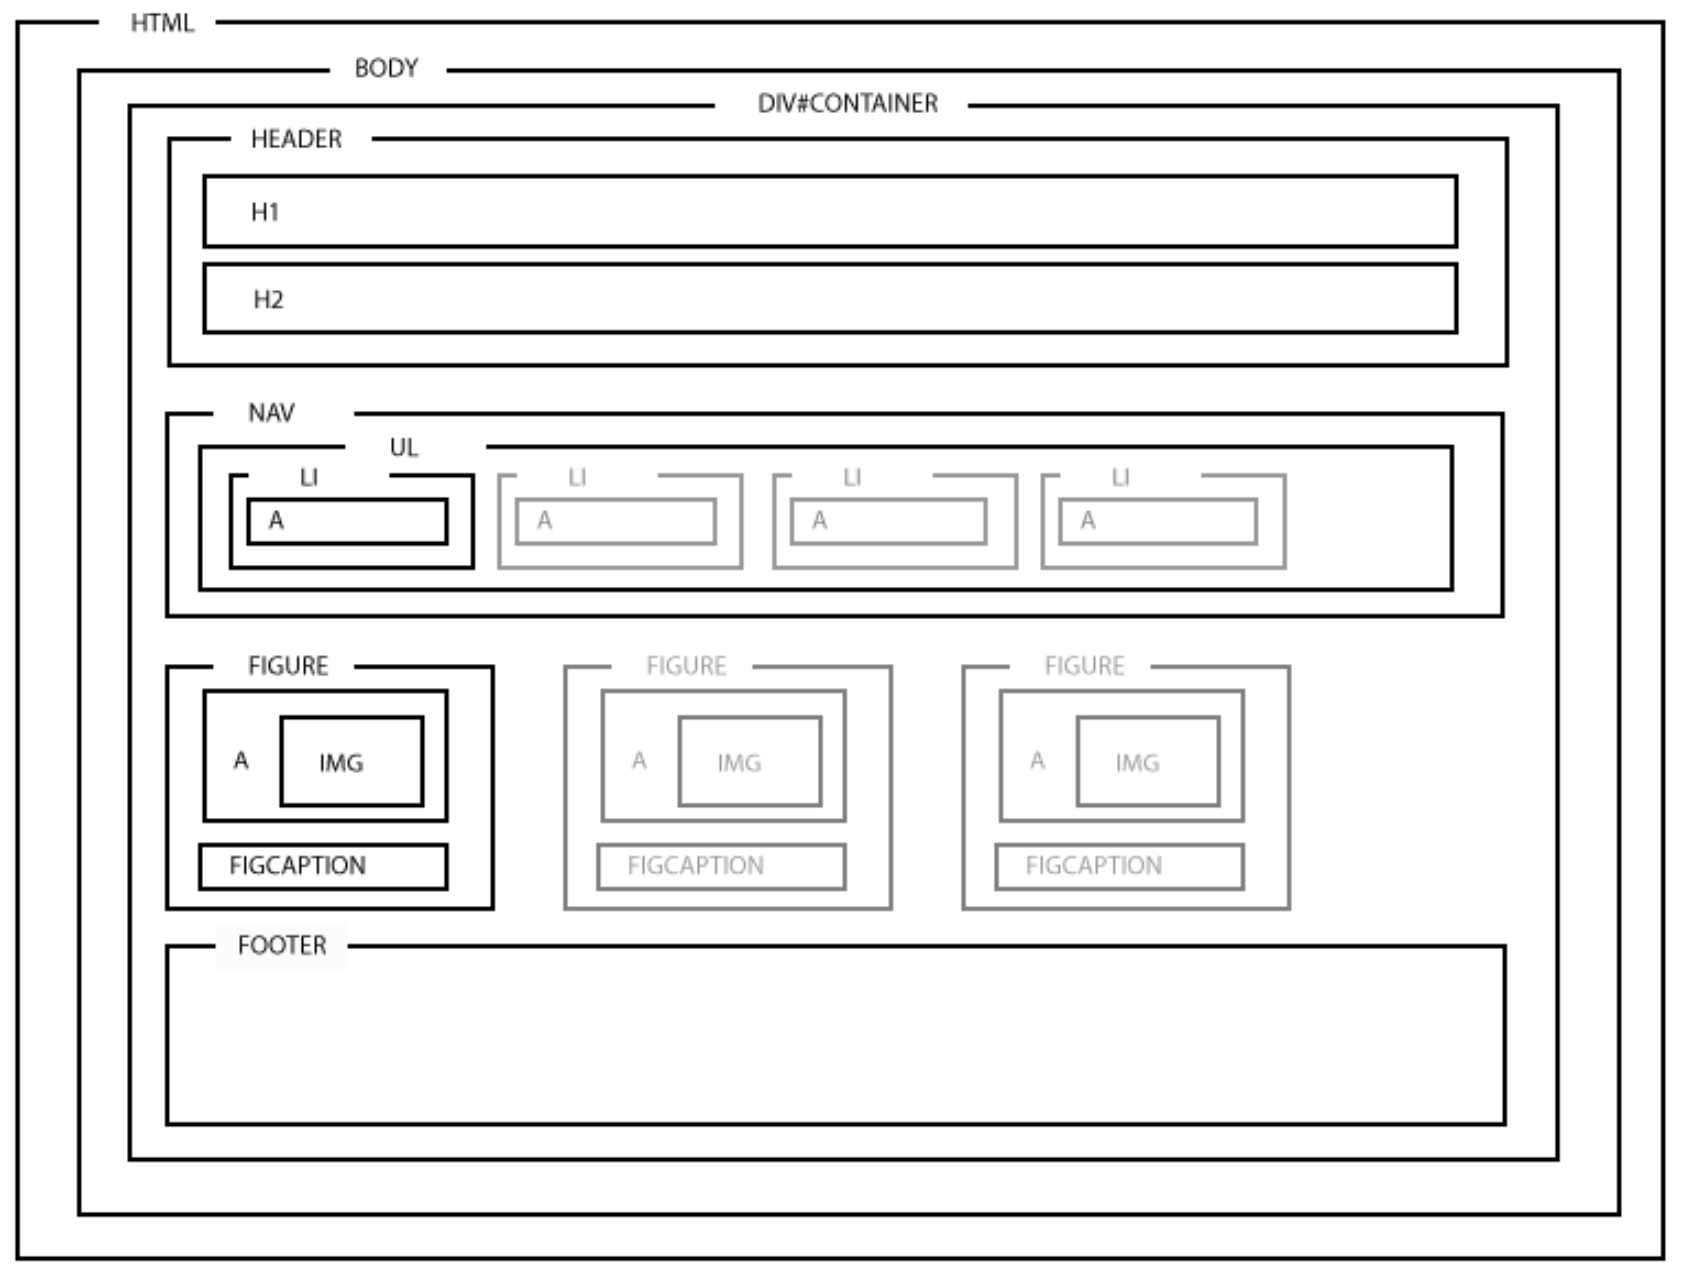 HTML
BODY
DIV#CONTAINER
HEADER
H1
H2
NAV
UL
LI LI LI LI
A A A A
FIGURE FIGURE FIGURE
A IMG A IMG A IMG
FIGCAPTION FIGCAPTION FIGCAPTION
FOOTER